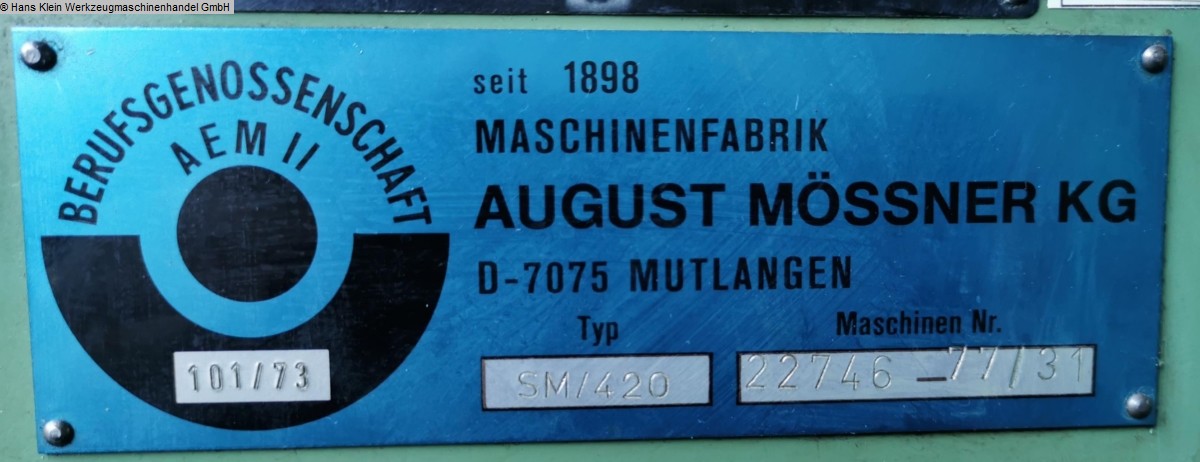 © Hans Klein Werkzeugmaschinenhandel GmbH
BERUFSGENOSSENSCHAFT
AEM II
101/73
seit 1898
MASCHINENFABRIK
AUGUST MÖSSNER KG
D-7075 MUTLANGEN
Typ Maschinen Nr.
SM/420 22746-77/31